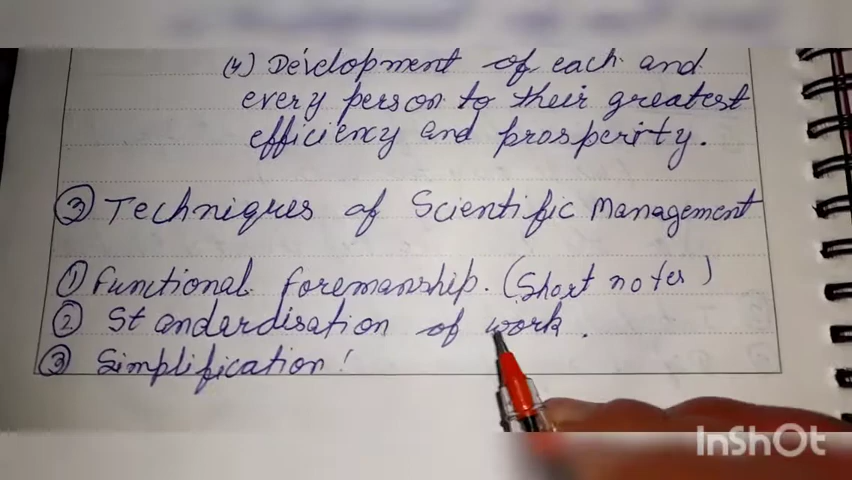 (4) Development of each and
every person to their greatest
efficiency and prosperity.
③ Techniques of Scientific Management
① Functional foremanship. (Short notes)
② Standardisation of work.
③ Simplification!
InShOt